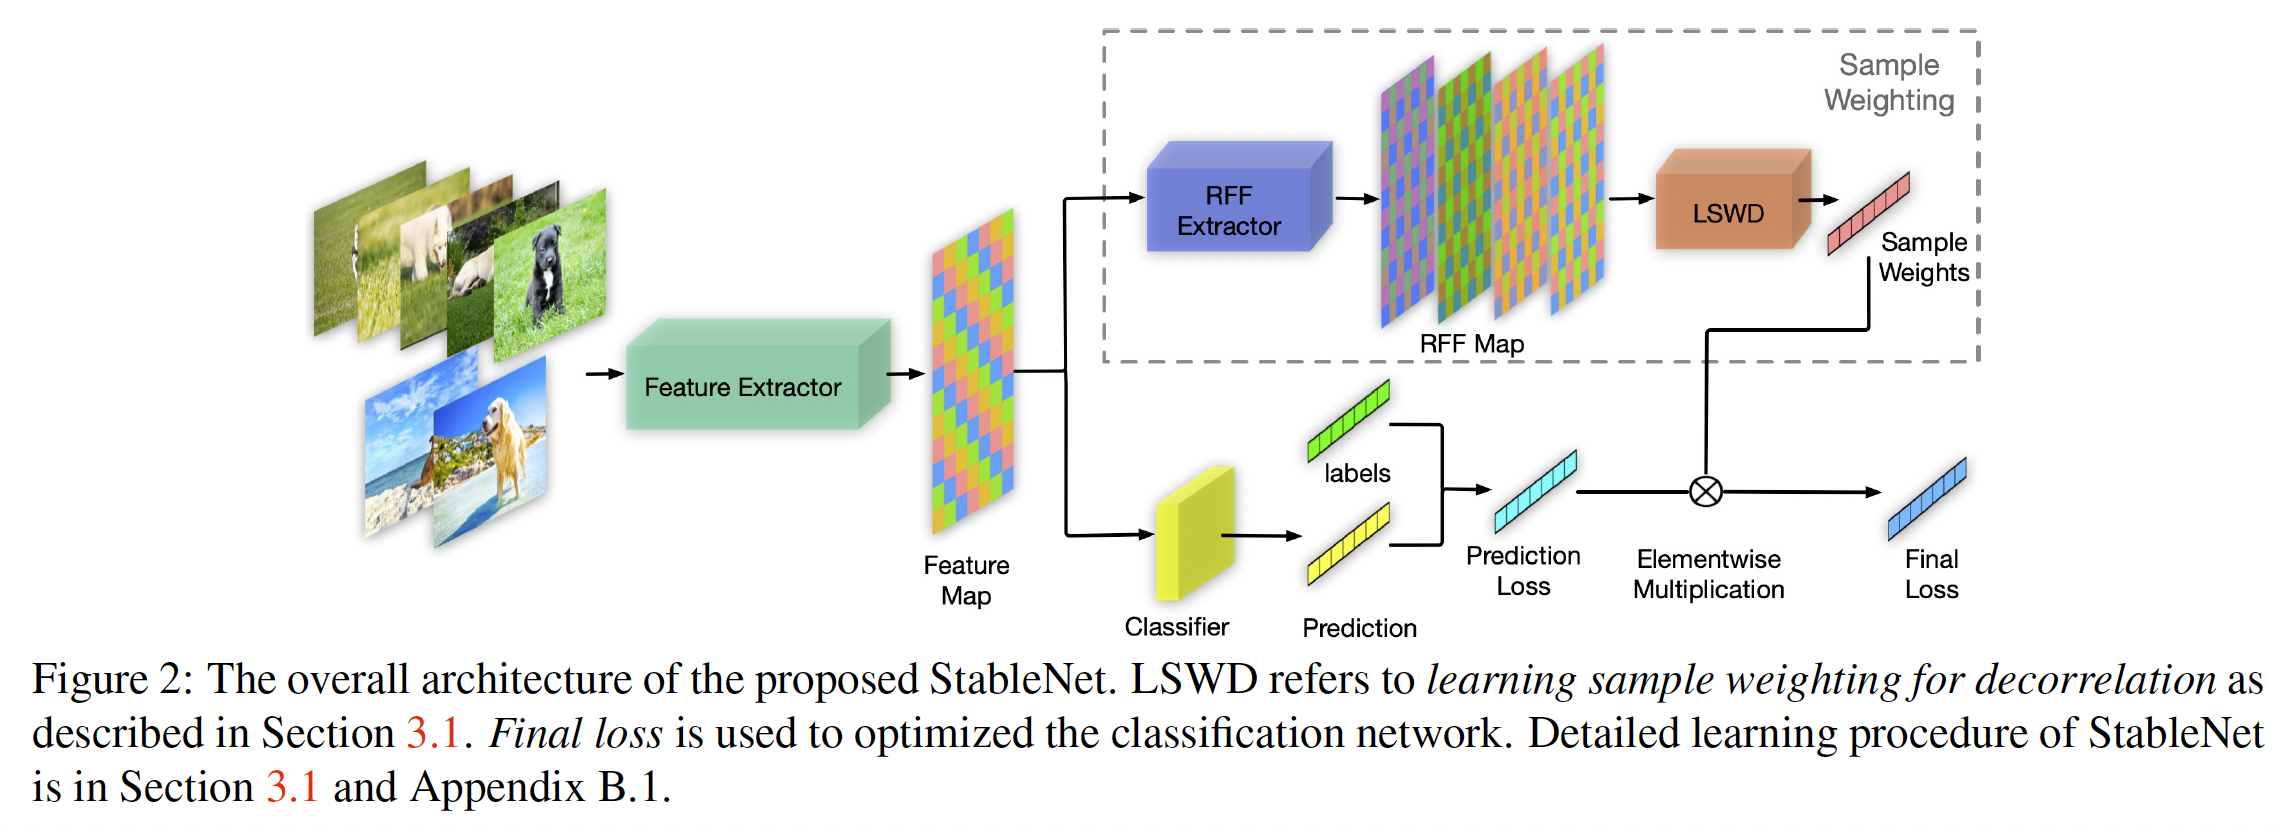 Sample
Weighting
RFF
Extractor
LSWD
Sample
Weights
RFF Map
Feature Extractor
labels
Feature
Map
Prediction
Loss
Elementwise
Multiplication
Final
Loss
Classifier
Prediction
Figure 2: The overall architecture of the proposed StableNet. LSWD refers to learning sample weighting for decorrelation as
described in Section 3.1. Final loss is used to optimized the classification network. Detailed learning procedure of StableNet
is in Section 3.1 and Appendix B.1.